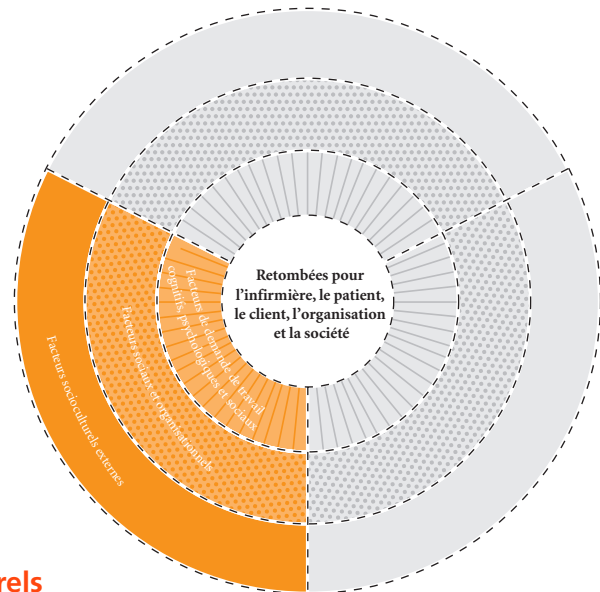 Retombées pour
l'infirmière, le patient,
le client, l'organisation
et la société
Facteurs de demande de travail
cognitifs, psychologiques et sociaux
Facteurs sociaux et organisationnels
Facteurs socioculturels externes
rels